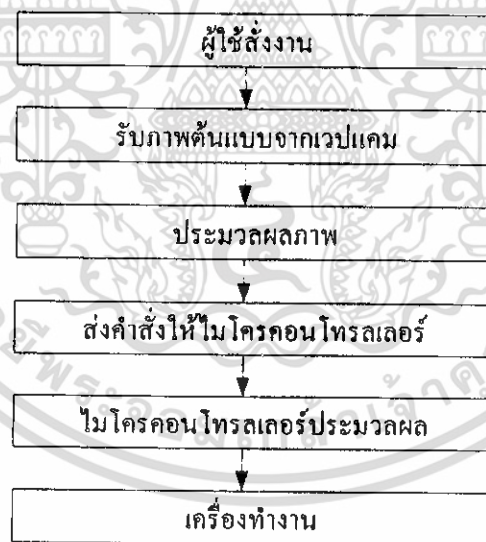 ผู้ใช้สั่งงาน
รับภาพต้นแบบจากเวปแคม
ประมวลผลภาพ
ส่งคำสั่งให้ไมโครคอนโทรลเลอร์
ไมโครคอนโทรลเลอร์ประมวลผล
เครื่องทำงาน